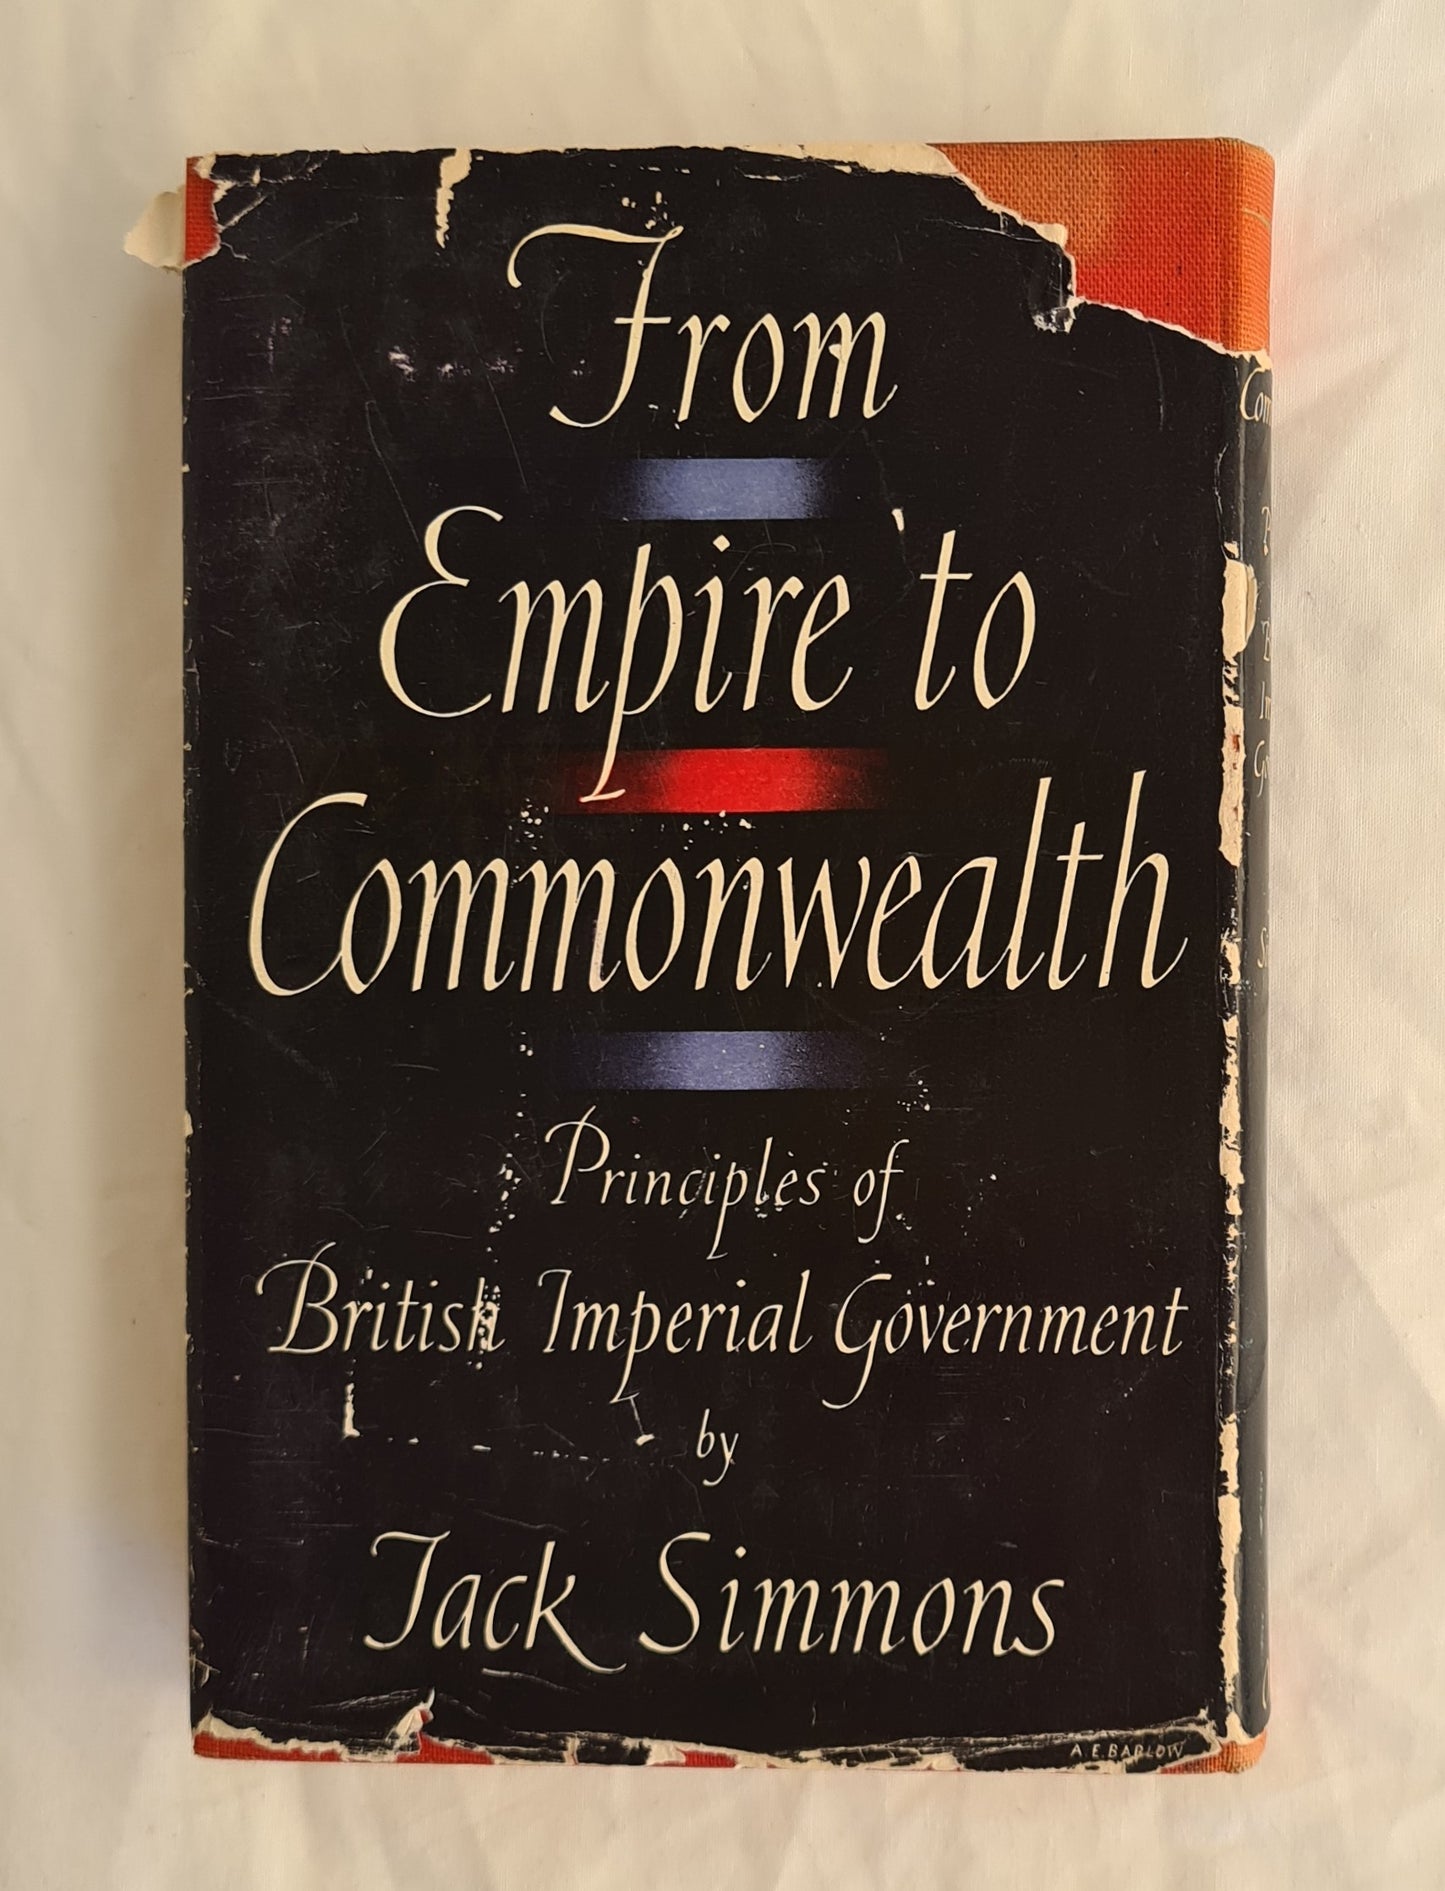 From
Empire to
Commonwealth
Principles of
British Imperial Government
by
Jack Simmons
A.E.BARLOW